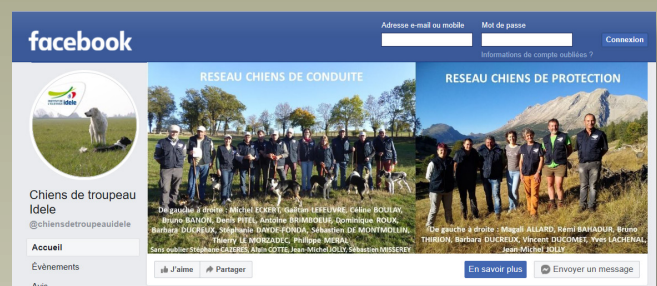 Adresse e-mail ou mobile
Mot de passe
facebook
Connexion
Informations de compte oubliées ?
idele
RESEAU CHIENS DE CONDUITE
De gauche à droite : Michel ECKERT, Gaëtan LEFEUVRE, Céline BOULAY,
Bruno BANON, Denis PITEL, Antoine BRIMBOEUF, Dominique ROUX,
Barbara DUCREUX, Stéphanie DAYDE-FONDA, Sébastien DE MONTMOLLIN,
Thierry LE MORZADEC, Philippe MERAL
Sans oublier Stéphane CAZERES, Alain COTTE, Jean-Michel JOLLY, Sébastien MISSEREY
RESEAU CHIENS DE PROTECTION
De gauche à droite : Magali ALLARD, Rémi BAHADUR, Bruno
THIRION, Barbara DUCREUX, Vincent DUCOMET, Yves LACHENAL,
Jean-Michel JOLLY
Chiens de troupeau
Idele
@chiensdetroupeauidele
Accueil
Évènements
Avis
J'aime
Partager
En savoir plus
Envoyer un message